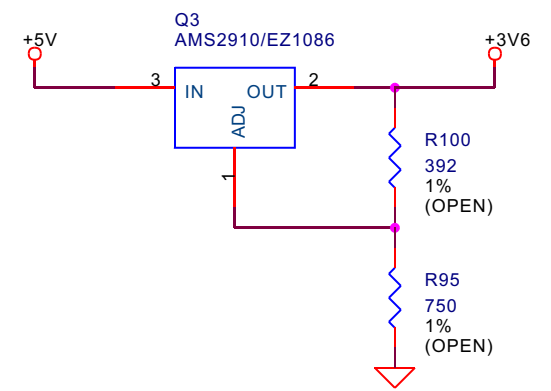 Q3
AMS2910/EZ1086
+5V
+3V6
3
IN
OUT
2
ADJ
1
R100
392
1%
(OPEN)
R95
750
1%
(OPEN)